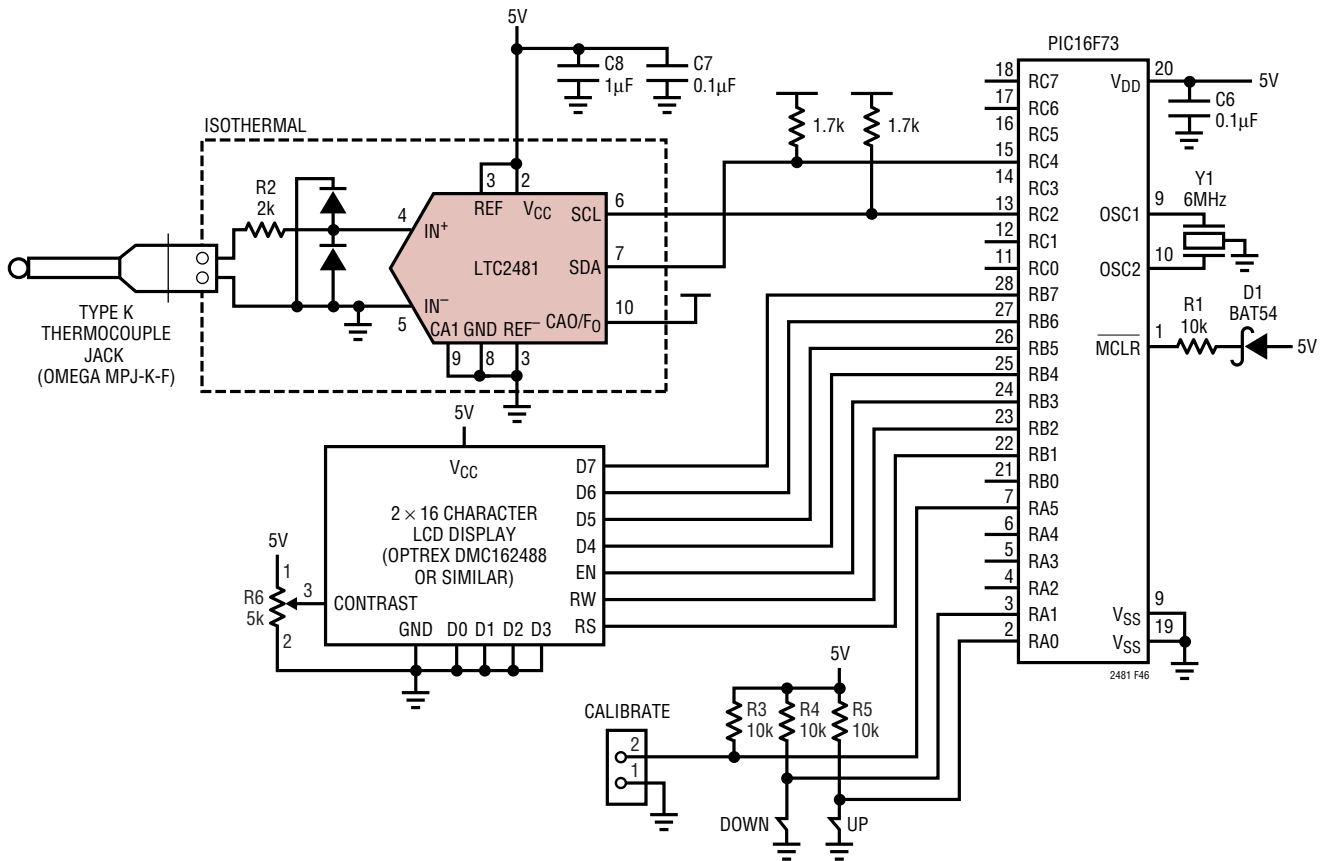 5V
C8
1µF
C7
0.1µF
ISOTHERMAL
R2
2k
4
IN+
IN–
5
3
2
REF
VCC
SCL
6
LTC2481
SDA
7
CAO/FO
10
CA1 GND REF–
9
8
3
TYPE K
THERMOCOUPLE
JACK
(OMEGA MPJ-K-F)
1.7k
1.7k
PIC16F73
18
RC7
17
RC6
16
RC5
15
RC4
14
RC3
13
RC2
12
RC1
11
RC0
28
RB7
27
RB6
26
RB5
25
RB4
24
RB3
23
RB2
22
RB1
21
RB0
7
RA5
6
RA4
5
RA3
4
RA2
3
RA1
2
RA0
VDD
20
5V
C6
0.1µF
Y1
6MHz
OSC1
9
OSC2
10
MCLR
1
R1
10k
D1
BAT54
5V
VSS
9
VSS
19
2481 F46
5V
VCC
2 × 16 CHARACTER
LCD DISPLAY
(OPTREX DMC162488
OR SIMILAR)
D7
D6
D5
D4
EN
RW
RS
5V
1
R6
5k
3
2
CONTRAST
GND D0 D1 D2 D3
5V
CALIBRATE
R3
10k
R4
10k
R5
10k
2
1
DOWN
UP